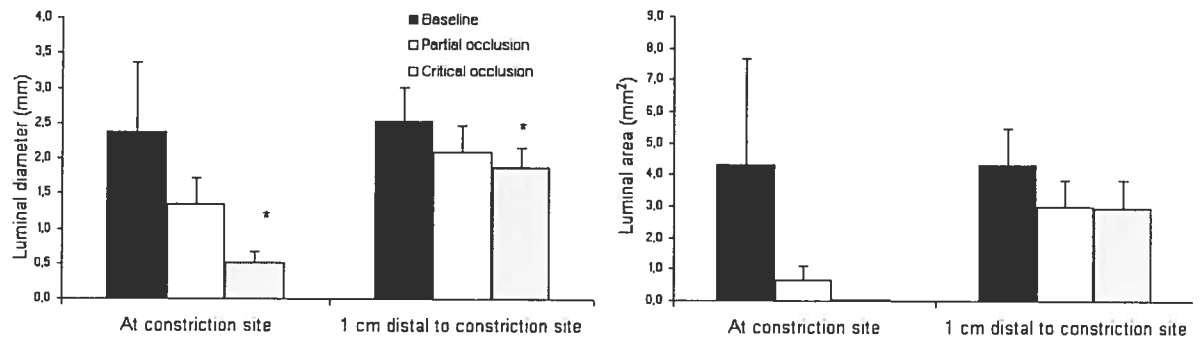 Luminal diameter (mm)
4,0
3,5
3,0
2,5
2,0
1,5
1,0
0,5
0,0
Baseline
Partial occlusion
Critical occlusion
*
*
At constriction site
1 cm distal to constriction site
Luminal area (mm²)
9,0
8,0
7,0
6,0
5,0
4,0
3,0
2,0
1,0
0,0
At constriction site
1 cm distal to constriction site